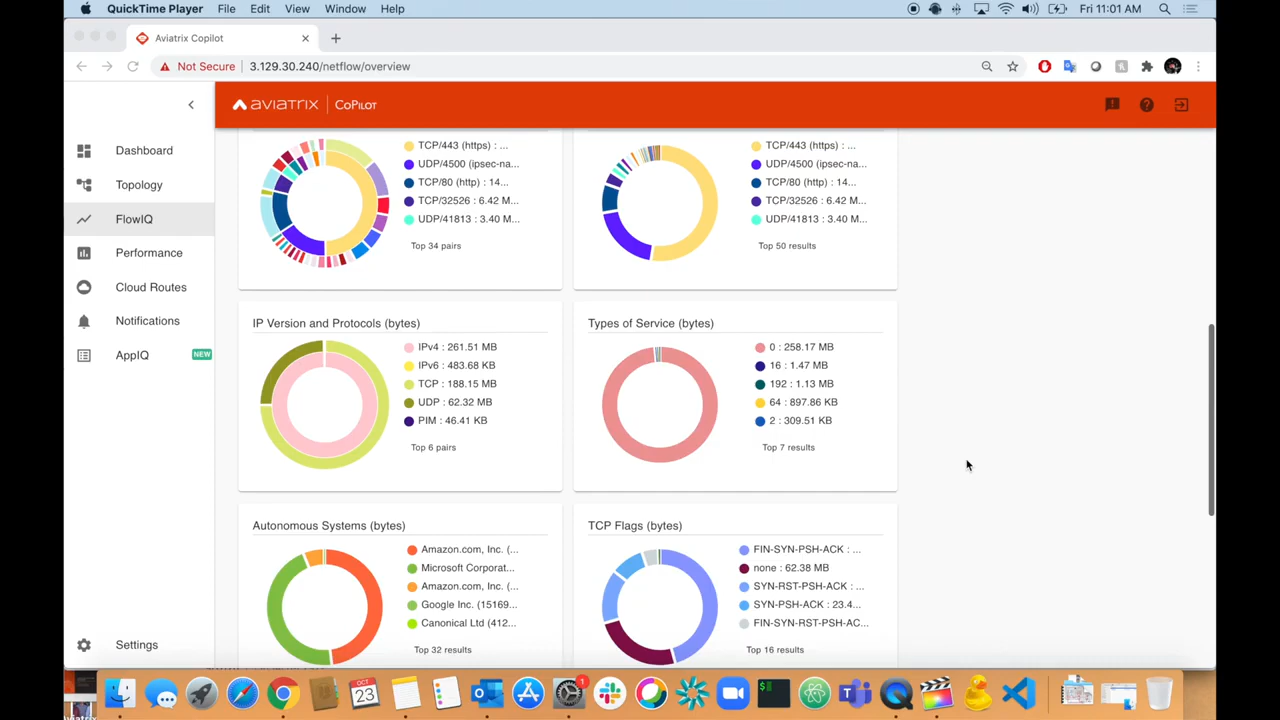 QuickTime Player File Edit View Window Help Fri 11:01 AM
Aviatrix Copilot
Not Secure 3.129.30.240/netflow/overview
aviatrix CoPilot
Dashboard
Topology
FlowIQ
Performance
Cloud Routes
Notifications
AppIQ NEW
Settings
TCP/443 (https) : ...
UDP/4500 (ipsec-na...
TCP/80 (http) : 14...
TCP/32526 : 6.42 M...
UDP/41813 : 3.40 M...
Top 34 pairs
TCP/443 (https) : ...
UDP/4500 (ipsec-na...
TCP/80 (http) : 14...
TCP/32526 : 6.42 M...
UDP/41813 : 3.40 M...
Top 50 results
IP Version and Protocols (bytes)
IPv4 : 261.51 MB
IPv6 : 483.68 KB
TCP : 188.15 MB
UDP : 62.32 MB
PIM : 46.41 KB
Top 6 pairs
Types of Service (bytes)
0 : 258.17 MB
16 : 1.47 MB
192 : 1.13 MB
64 : 897.86 KB
2 : 309.51 KB
Top 7 results
Autonomous Systems (bytes)
Amazon.com, Inc. (...
Microsoft Corporat...
Amazon.com, Inc. (...
Google Inc. (15169...
Canonical Ltd (412...
Top 32 results
TCP Flags (bytes)
FIN-SYN-PSH-ACK : ...
none : 62.38 MB
SYN-RST-PSH-ACK : ...
SYN-PSH-ACK : 23.4...
FIN-SYN-RST-PSH-AC...
Top 16 results
OCT
23
1